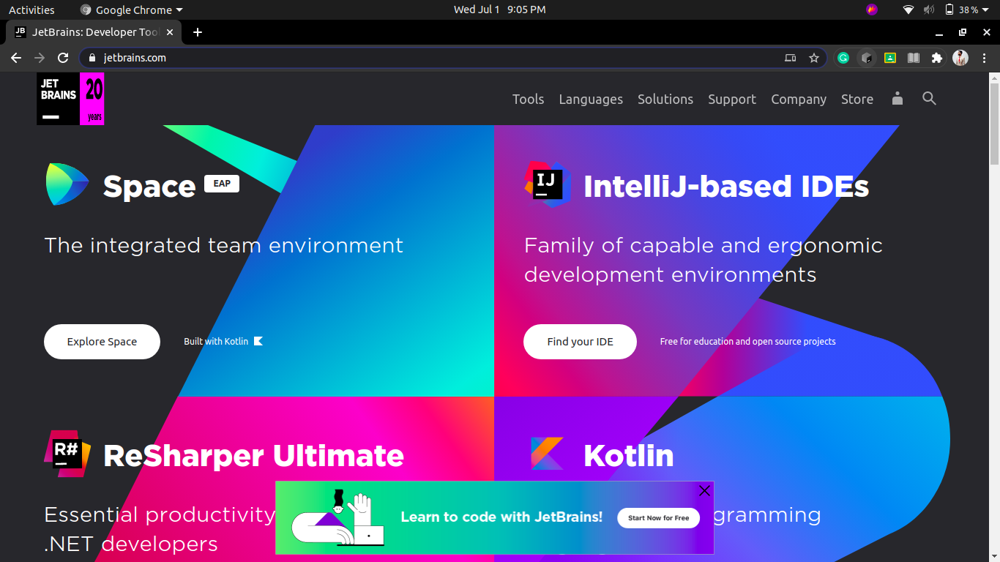 Activities
Google Chrome
Wed Jul 1 9:05 PM
38 %
JB
JetBrains: Developer Too
jetbrains.com
JET
BRAINS
20
years
Tools
Languages
Solutions
Support
Company
Store
Space
EAP
The integrated team environment
Explore Space
Built with Kotlin
IJ
IntelliJ-based IDEs
Family of capable and ergonomic
development environments
Find your IDE
Free for education and open source projects
R#
ReSharper Ultimate
Essential productivity
.NET developers
Kotlin
gramming
Learn to code with JetBrains!
Start Now for Free